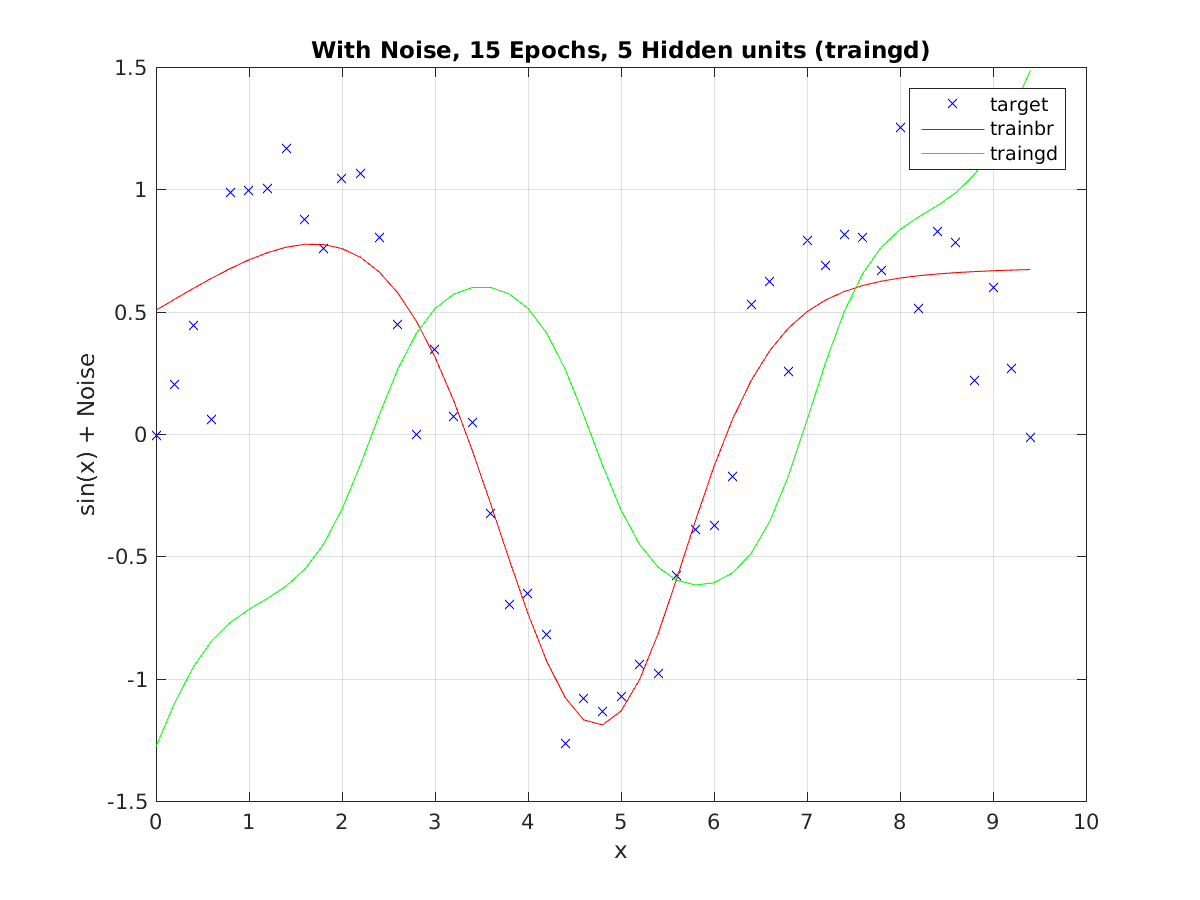 With Noise, 15 Epochs, 5 Hidden units (traingd)
1.5
1
0.5
0
-0.5
-1
-1.5
sin(x) + Noise
target
trainbr
traingd
0 1 2 3 4 5 6 7 8 9 10
x